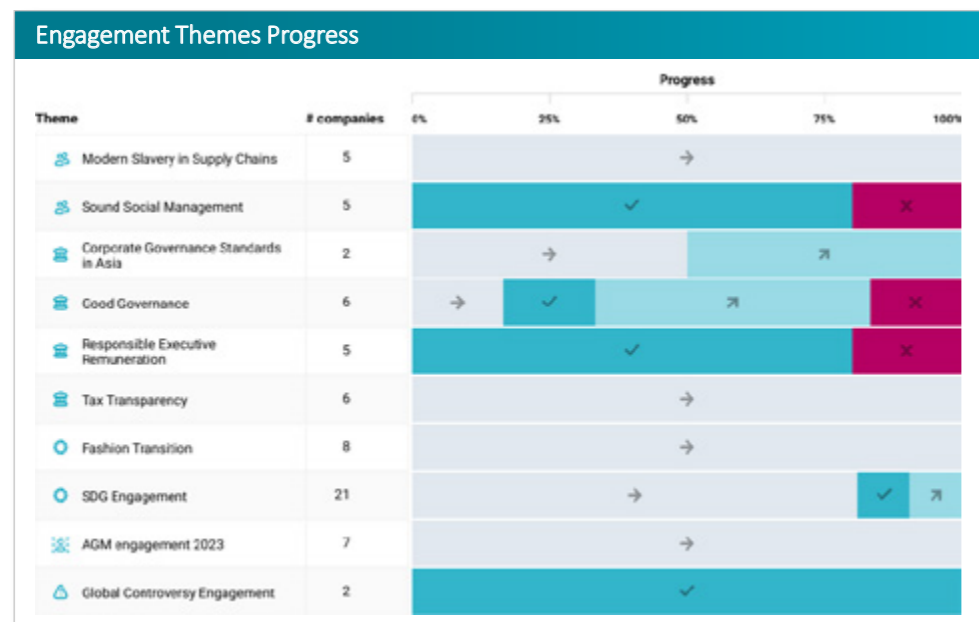 Engagement Themes Progress
Progress
Theme # companies 0% 25% 50% 75% 100%
Modern Slavery in Supply Chains 5
Sound Social Management 5
Corporate Governance Standards
in Asia 2
Good Governance 6
Responsible Executive
Remuneration 5
Tax Transparency 6
Fashion Transition 8
SDG Engagement 21
AGM engagement 2023 7
Global Controversy Engagement 2